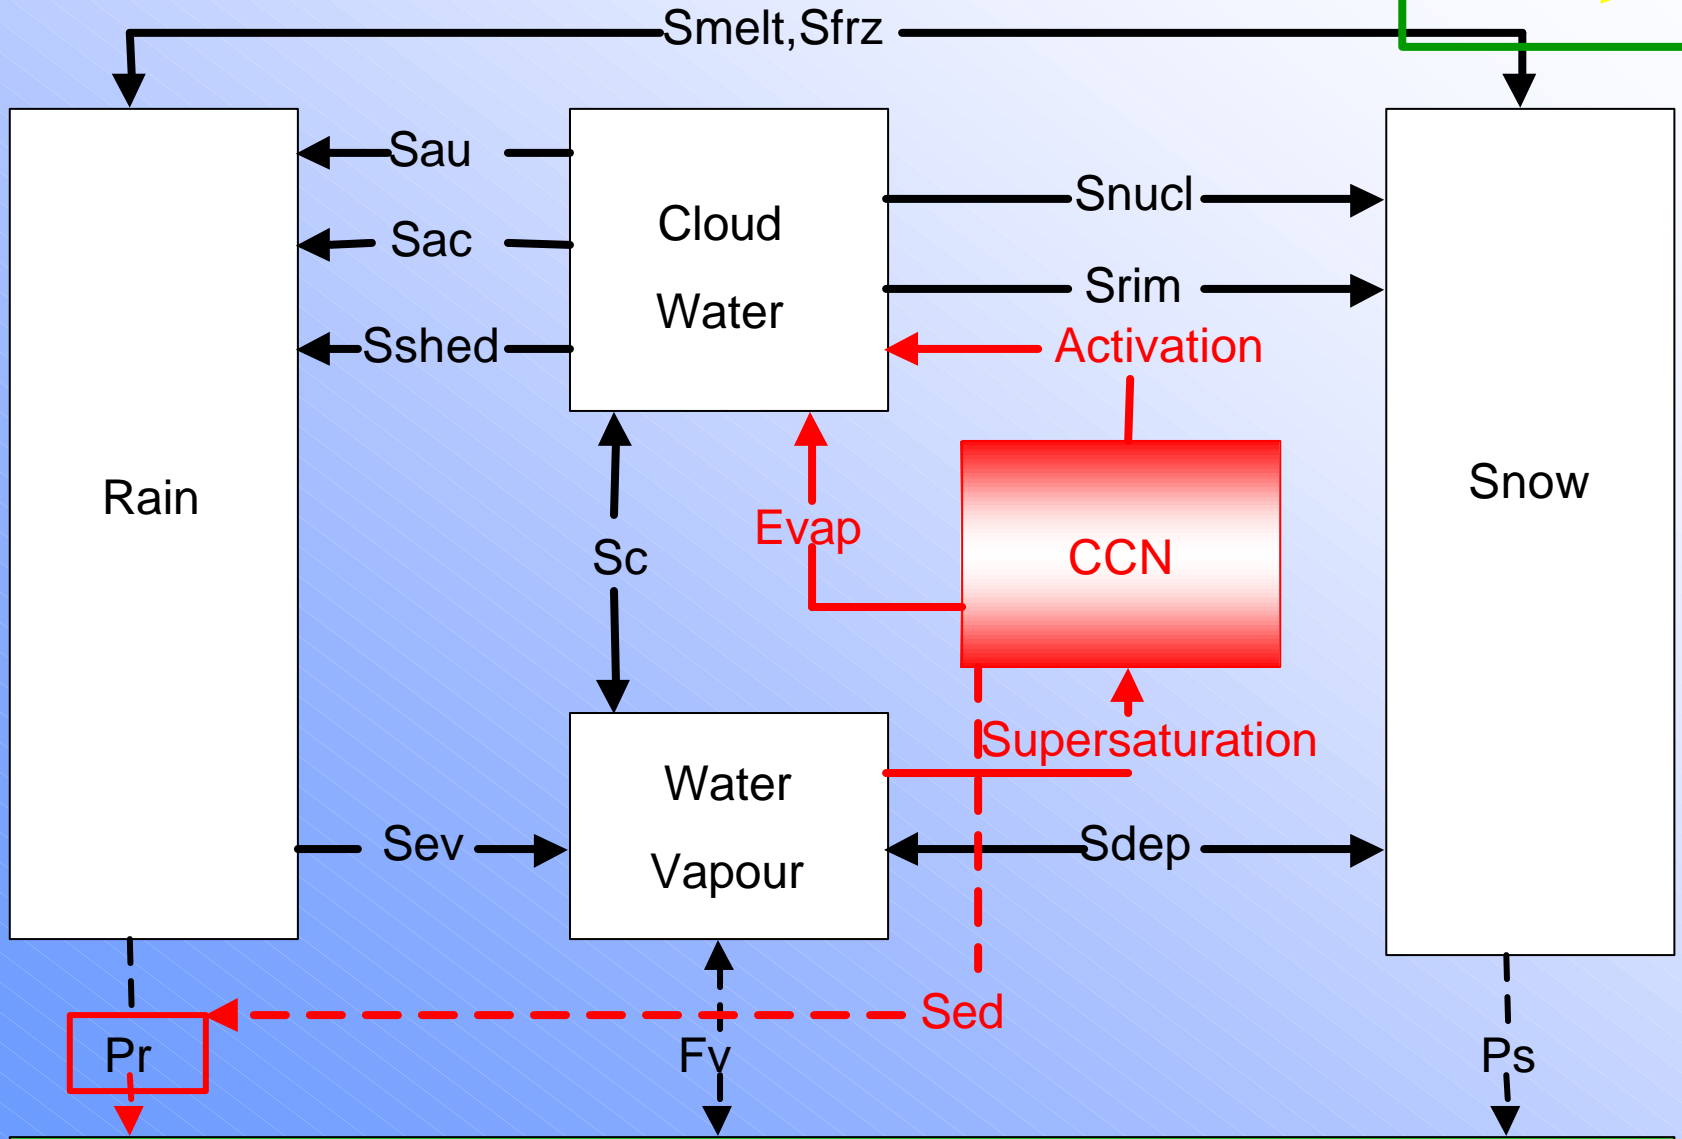 Smelt,Sfrz
Sau
Snucl
Cloud
Water
Sac
Srim
Sshed
Activation
Rain
Snow
Evap
Sc
CCN
Supersaturation
Water
Vapour
Sev
Sdep
Sed
Pr
Fv
Ps